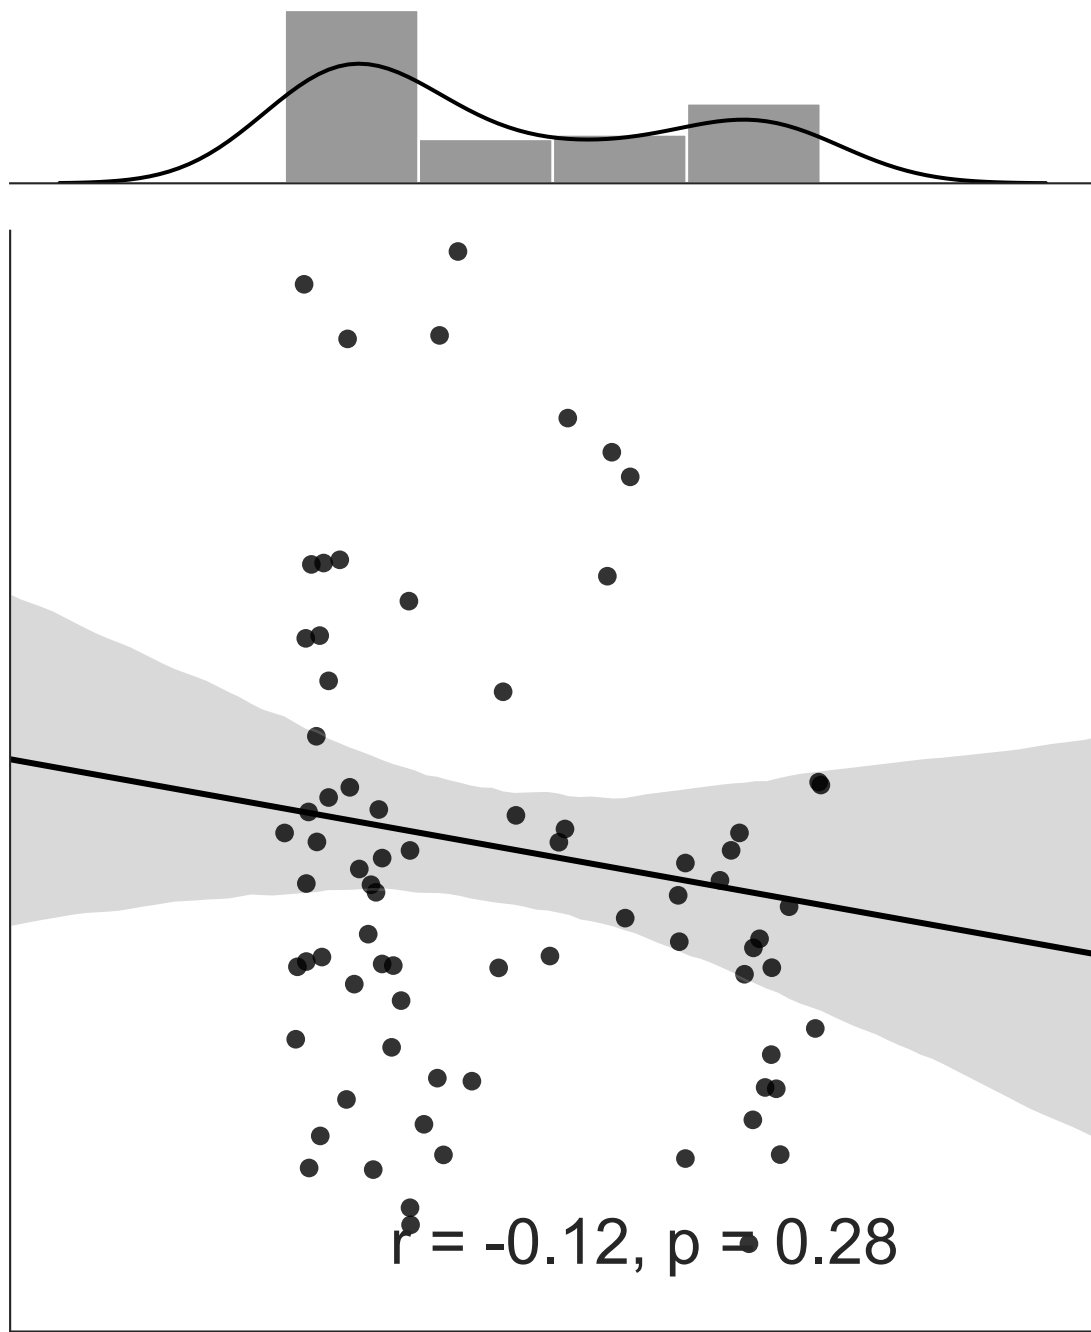 r = -0.12, p = 0.28